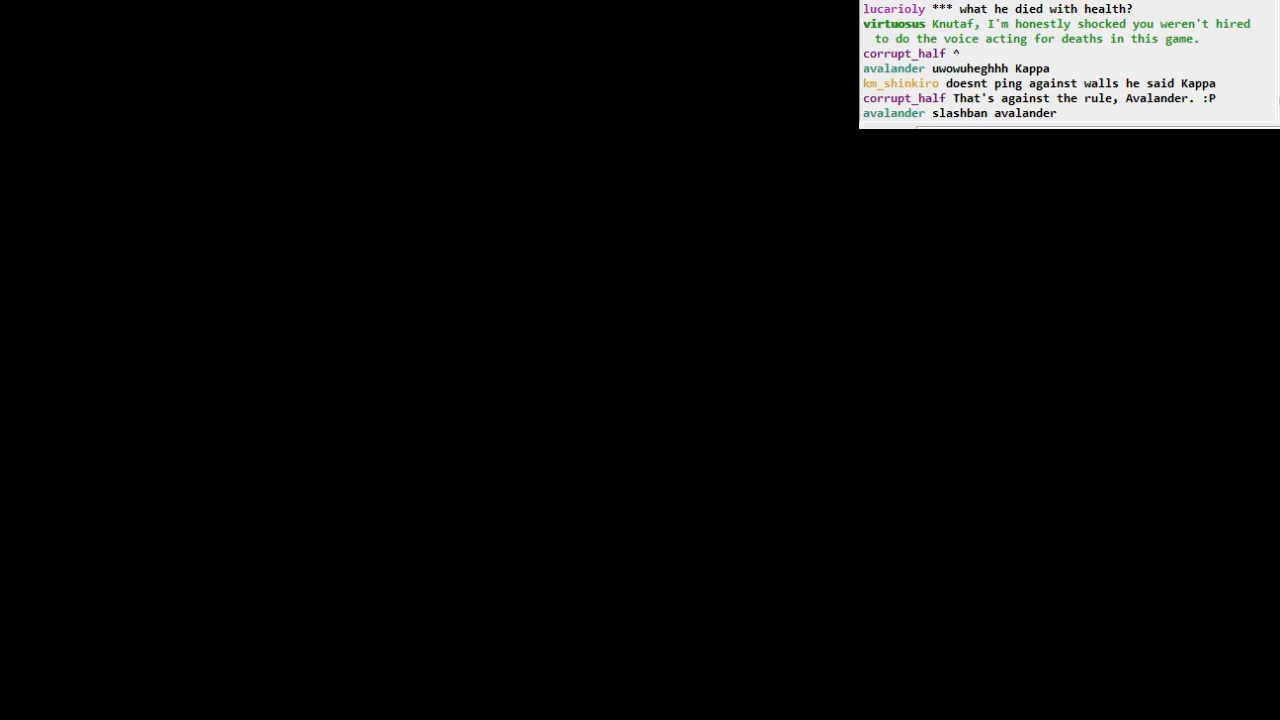 lucarioly *** what he died with health?
virtuosus Knutaf, I'm honestly shocked you weren't hired
to do the voice acting for deaths in this game.
corrupt_half ^
avalander uwowuheghhh Kappa
km_shinkiro doesnt ping against walls he said Kappa
corrupt_half That's against the rule, Avalander. :P
avalander slashban avalander